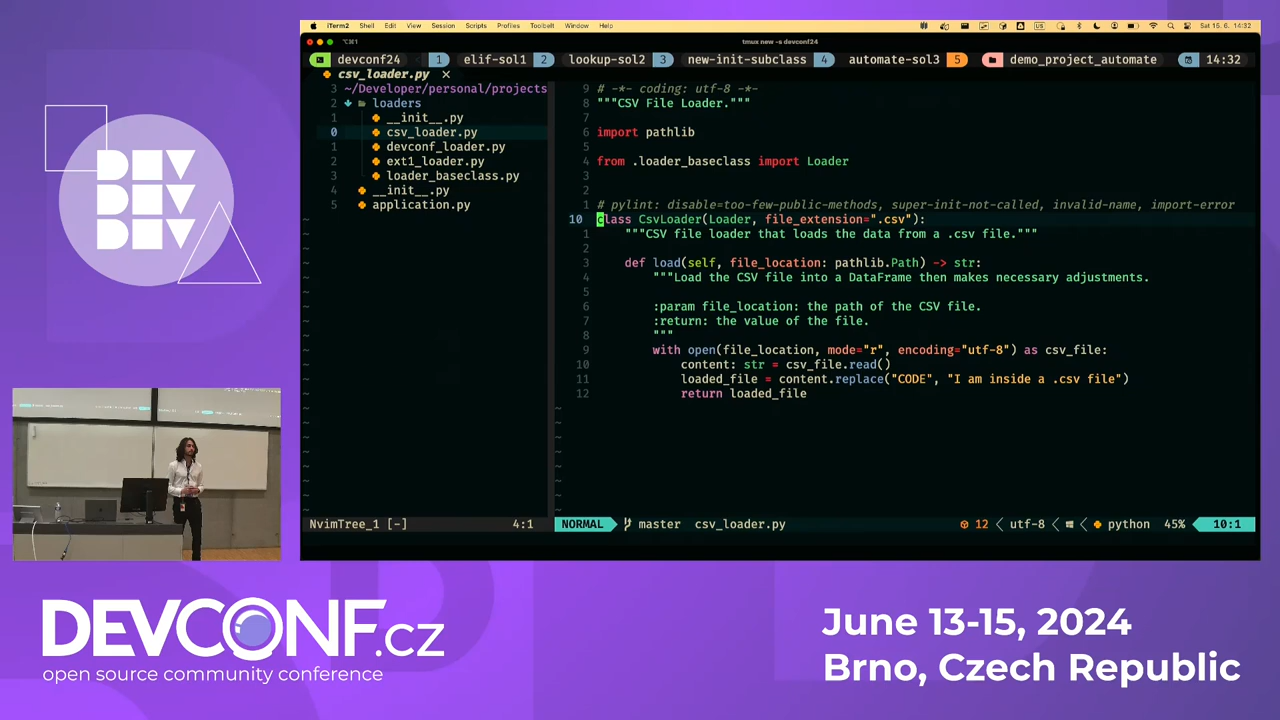 iTerm2 Shell Edit View Session Scripts Profiles Toolbelt Window Help
US Sat 15. 6. 14:32
⌥⌘1 tmux new -s devconf24
devconf24 1 elif-sol1 2 lookup-sol2 3 new-init-subclass 4 automate-sol3 5 demo_project_automate 14:32
csv_loader.py ×
3 ~/Developer/personal/projects
2 loaders
1 __init__.py
0 csv_loader.py
1 devconf_loader.py
2 ext1_loader.py
3 loader_baseclass.py
4 __init__.py
5 application.py
9 # -*- coding: utf-8 -*-
8 """CSV File Loader."""
7
6 import pathlib
5
4 from .loader_baseclass import Loader
3
2
1 # pylint: disable=too-few-public-methods, super-init-not-called, invalid-name, import-error
10 class CsvLoader(Loader, file_extension=".csv"):
1 """CSV file loader that loads the data from a .csv file."""
2
3 def load(self, file_location: pathlib.Path) -> str:
4 """Load the CSV file into a DataFrame then makes necessary adjustments.
5
6 :param file_location: the path of the CSV file.
7 :return: the value of the file.
8 """
9 with open(file_location, mode="r", encoding="utf-8") as csv_file:
10 content: str = csv_file.read()
11 loaded_file = content.replace("CODE", "I am inside a .csv file")
12 return loaded_file
~
~
~
~
~
~
~
NvimTree_1 [-] 4:1
NORMAL master csv_loader.py 12 < utf-8 < < python 45% 10:1
DEV
DEV
DEV
DEVCONF.cz
open source community conference
June 13-15, 2024
Brno, Czech Republic